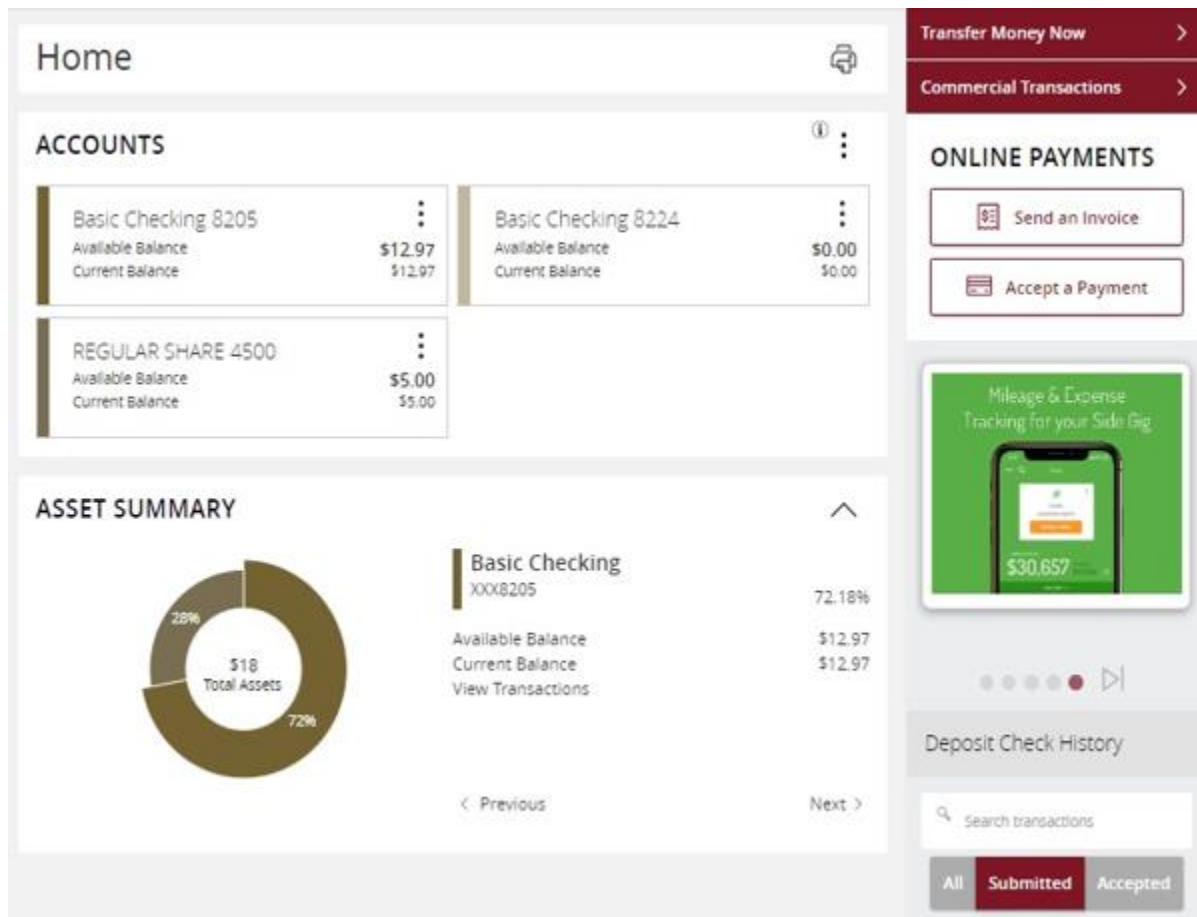 Home
ACCOUNTS
Basic Checking 8205
Available Balance $12.97
Current Balance $12.97
Basic Checking 8224
Available Balance $0.00
Current Balance $0.00
REGULAR SHARE 4500
Available Balance $5.00
Current Balance $5.00
ASSET SUMMARY
28%
$18
Total Assets
72%
Basic Checking
XXX8205
72.18%
Available Balance $12.97
Current Balance $12.97
View Transactions
< Previous
Next >
Transfer Money Now >
Commercial Transactions >
ONLINE PAYMENTS
Send an Invoice
Accept a Payment
Mileage & Expense
Tracking for your Side Gig
$30,657
Deposit Check History
Search transactions
All Submitted Accepted